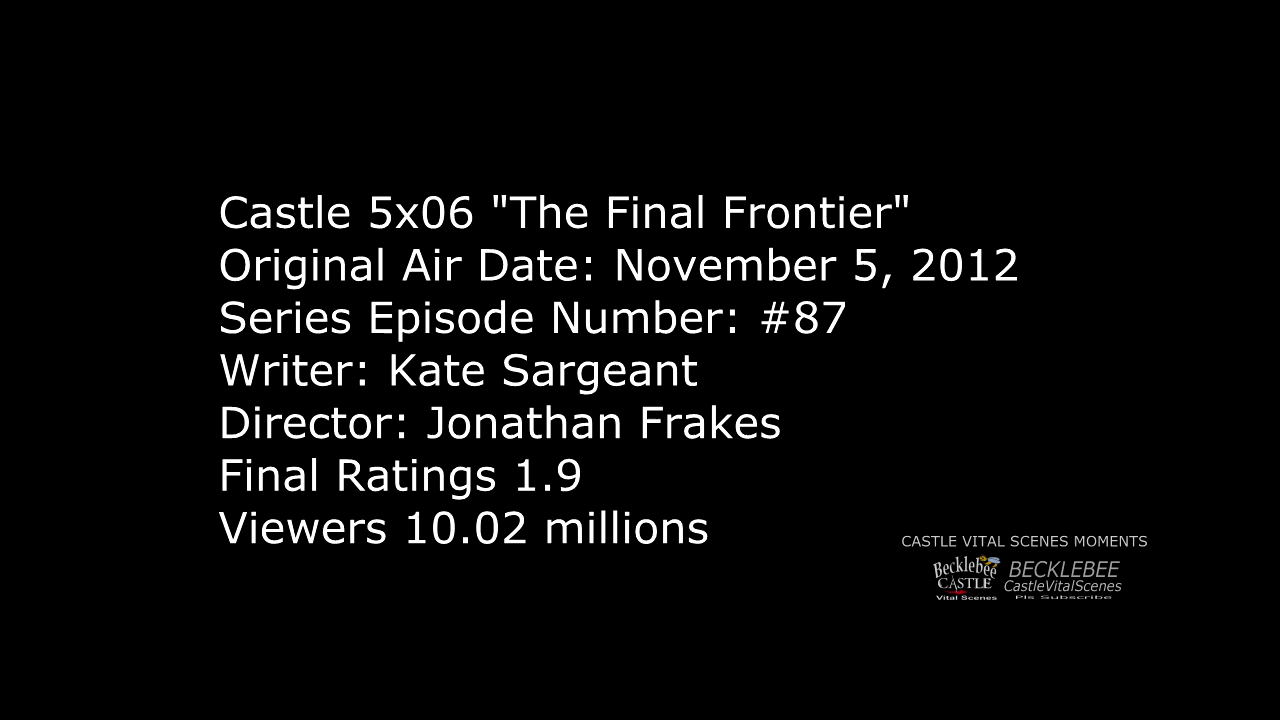 Castle 5x06 "The Final Frontier"
Original Air Date: November 5, 2012
Series Episode Number: #87
Writer: Kate Sargeant
Director: Jonathan Frakes
Final Ratings 1.9
Viewers 10.02 millions
CASTLE VITAL SCENES MOMENTS
Becklebee
CASTLE
Vital Scenes
BECKLEBEE
CastleVitalScenes
Pls Subscribe